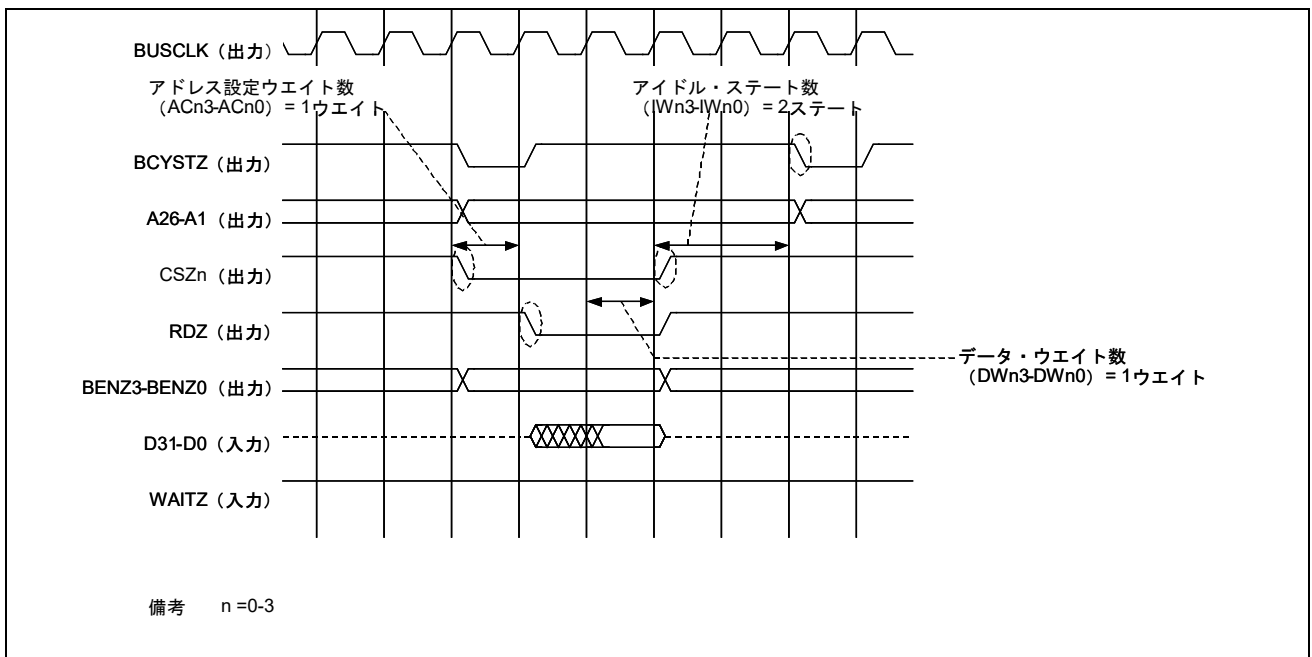 BUSCLK（出力）
アドレス設定ウエイト数
（ACn3-ACn0）= 1ウエイト
アイドル・ステート数
（IWn3-IWn0）= 2ステート
BCYSTZ（出力）
A26-A1（出力）
CSZn（出力）
RDZ（出力）
データ・ウエイト数
（DWn3-DWn0）= 1ウエイト
BENZ3-BENZ0（出力）
D31-D0（入力）
WAITZ（入力）
備考 n =0-3